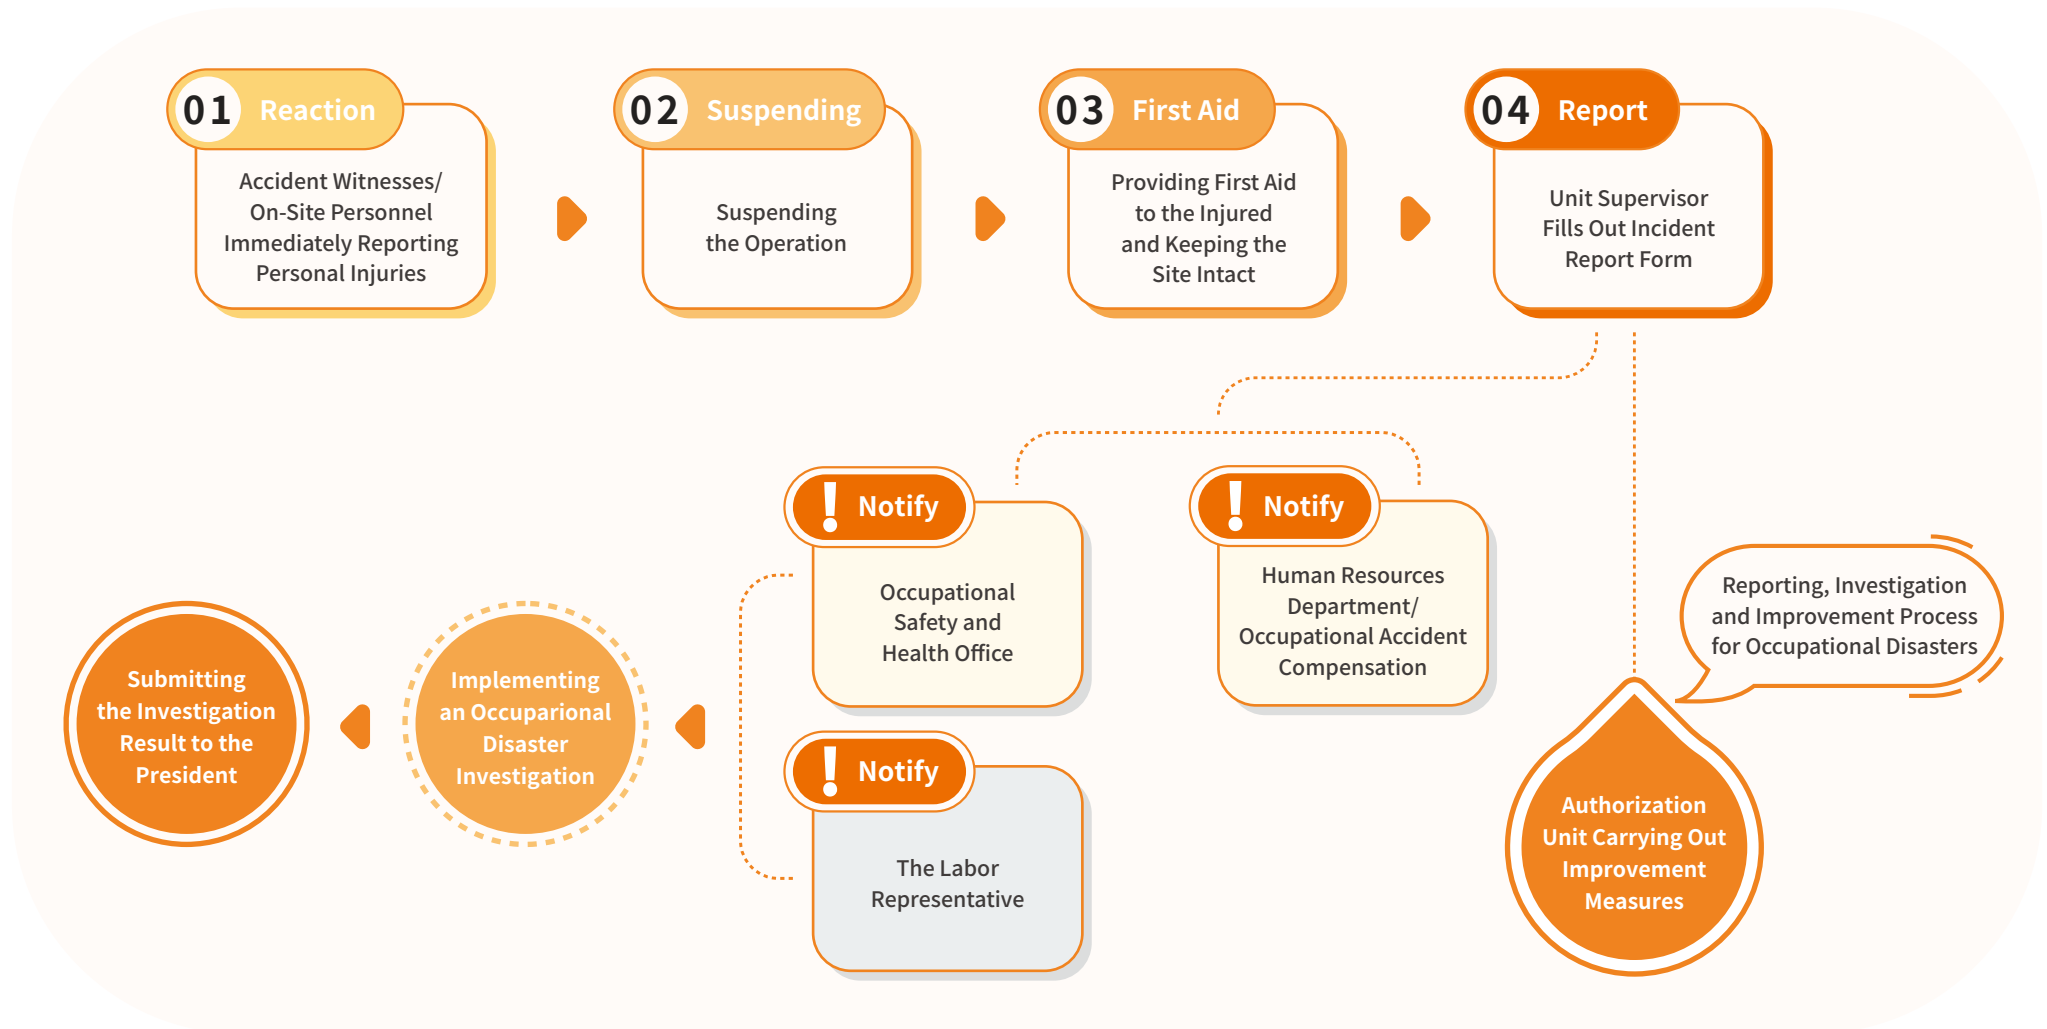 01 Reaction
Accident Witnesses/
On-Site Personnel
Immediately Reporting
Personal Injuries
02 Suspending
Suspending
the Operation
03 First Aid
Providing First Aid
to the Injured
and Keeping the
Site Intact
04 Report
Unit Supervisor
Fills Out Incident
Report Form
! Notify
Occupational
Safety and
Health Office
! Notify
Human Resources
Department/
Occupational Accident
Compensation
Reporting, Investigation
and Improvement Process
for Occupational Disasters
Submitting
the Investigation
Result to the
President
Implementing
an Occuparional
Disaster
Investigation
! Notify
The Labor
Representative
Authorization
Unit Carrying Out
Improvement
Measures